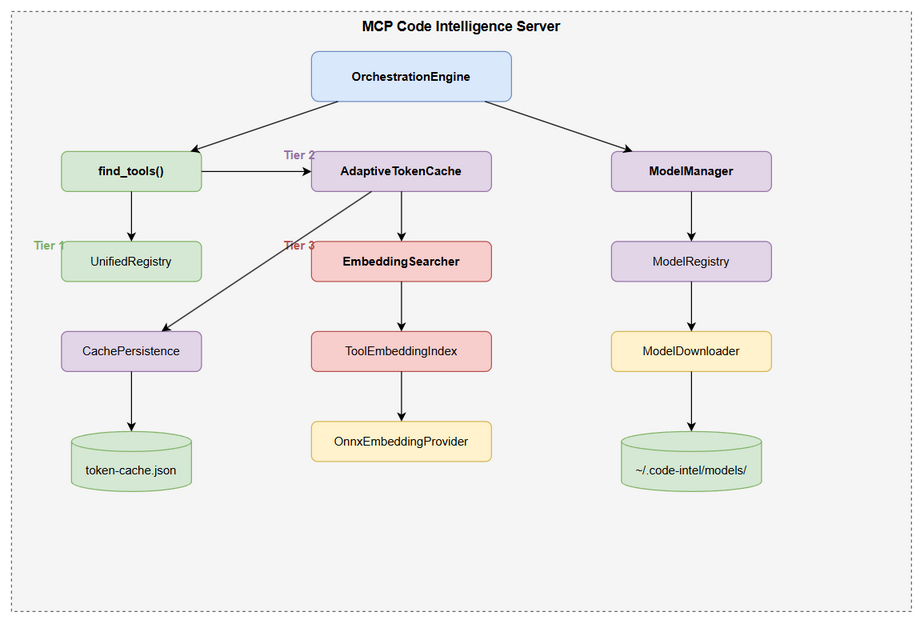 MCP Code Intelligence Server
OrchestrationEngine
Tier 2
find_tools()
AdaptiveTokenCache
ModelManager
Tier 1
Tier 3
UnifiedRegistry
EmbeddingSearcher
ModelRegistry
CachePersistence
ToolEmbeddingIndex
ModelDownloader
OnnxEmbeddingProvider
token-cache.json
~/.code-intel/models/